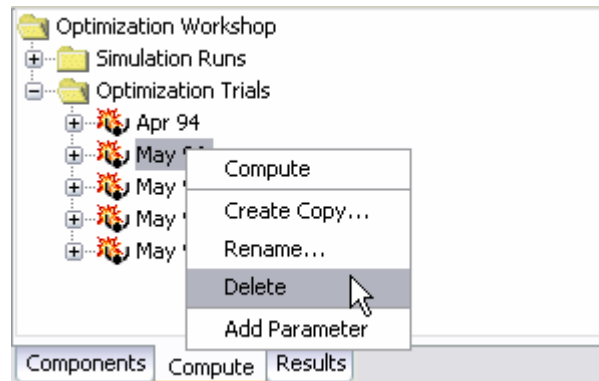 Optimization Workshop
Simulation Runs
Optimization Trials
Apr 94
May
May
May
May
Compute
Create Copy...
Rename...
Delete
Add Parameter
Components Compute Results